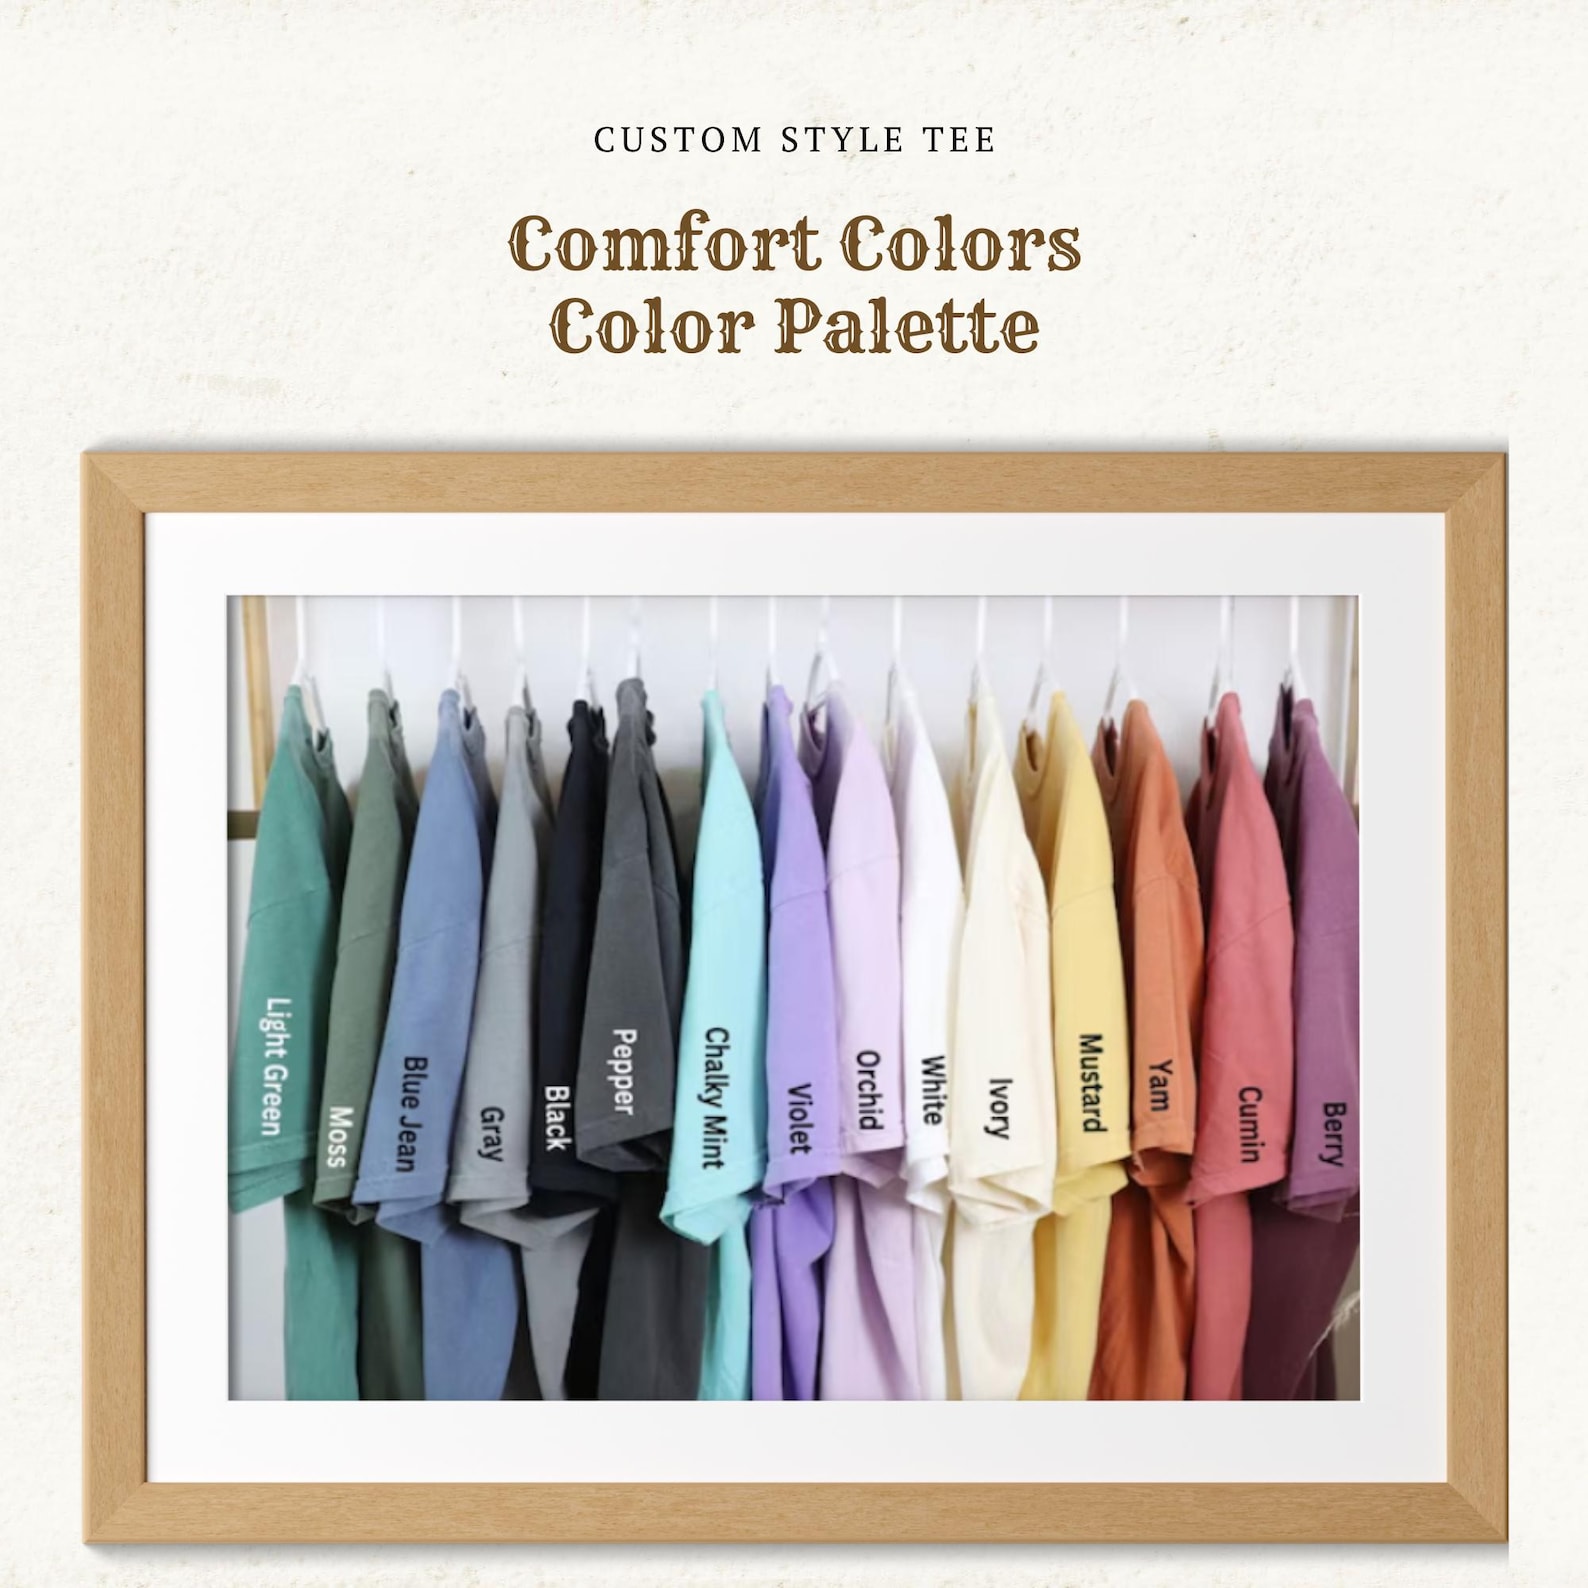 CUSTOM STYLE TEE
Comfort Colors
Color Palette
Light Green
Moss
Blue Jean
Gray
Black
Pepper
Chalky Mint
Violet
Orchid
White
Ivory
Mustard
Yam
Cumin
Berry